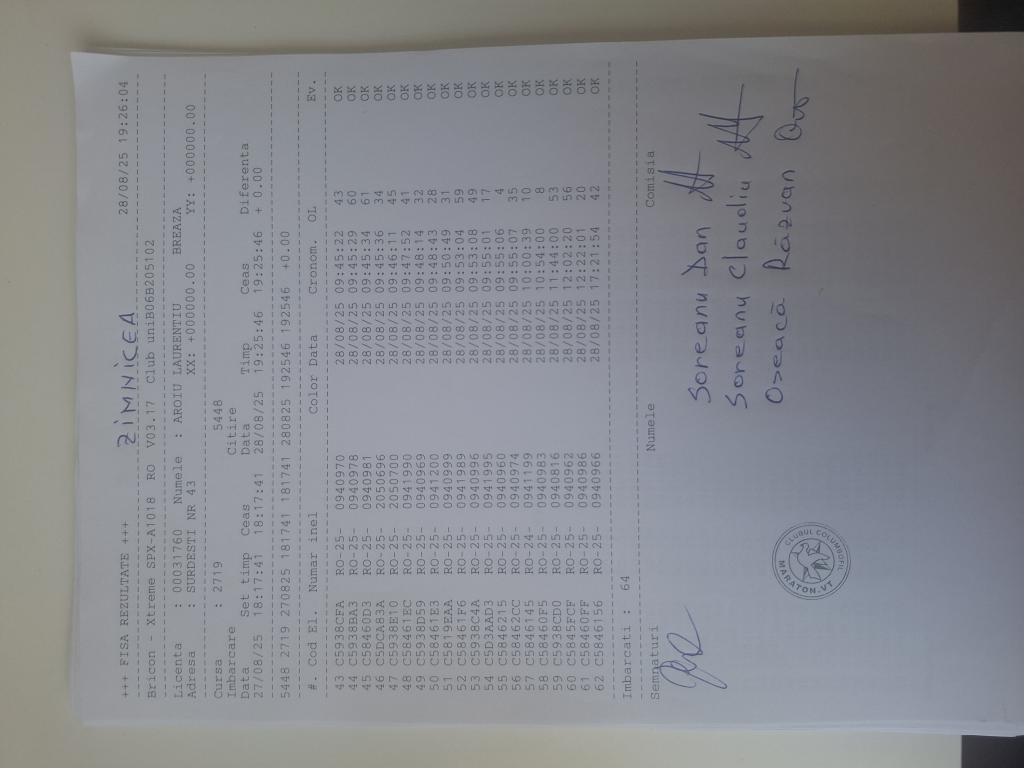 ZIMNICEA
+++ FISA REZULTATE +++ 28/08/25 19:26:04
Bricon - Xtreme SPX.A1018 RO V03.17 Club uniB06B205102
Licenta : 00031760 Numele : AROIU LAURENTIU BREAZA
Adresa : SURDESTI NR 43 XX: +000000.00 YY: +000000.00
Cursa : 2719 5448
Imbarcare Citire
Data Set timp Ceas Data Timp Ceas Diferenta
27/08/25 18:17:41 18:17:41 28/08/25 19:25:46 19:25:46 + 0.00
5448 2719 270825 181741 181741 280825 192546 192546 +0.00
#. Cod El. Numar inel Color Data Cronom. OL Ev.
43 C5938CFA RO-25- 0940970 28/08/25 09:45:22 43 OK
44 C5938BA3 RO-25- 0940978 28/08/25 09:45:29 60 OK
45 C58460D3 RO-25- 0940981 28/08/25 09:45:34 61 OK
46 C5DCA83A RO-25- 2050696 28/08/25 09:45:36 34 OK
47 C5938E10 RO-25- 2050700 28/08/25 09:46:11 45 OK
48 C58461EC RO-25- 0941990 28/08/25 09:47:52 41 OK
49 C5938D59 RO-25- 0940909 28/08/25 09:48:14 32 OK
50 C58461E3 RO-25- 0941509 28/08/25 09:48:43 28 OK
51 C5819EAA RO-25- 0940999 28/08/25 09:50:49 31 OK
52 C58461F6 RO-25- 0941989 28/08/25 09:53:04 59 OK
53 C5938C4A RO-25- 0940996 28/08/25 09:53:08 49 OK
54 C5D3AAD3 RO-25- 0941995 28/08/25 09:55:01 17 OK
55 C5846215 RO-25- 0940960 28/08/25 09:55:06 4 OK
56 C58462CC RO-25- 0940974 28/08/25 09:55:07 35 OK
57 C5846145 RO-24- 0941199 28/08/25 10:00:39 10 OK
58 C58460F5 RO-25- 0940983 28/08/25 10:54:00 8 OK
59 C5938CD0 RO-25- 0940816 28/08/25 11:44:00 53 OK
60 C5845FCF RO-25- 0940962 28/08/25 12:02:20 56 OK
61 C58460FF RO-25- 0940986 28/08/25 12:22:01 20 OK
62 C5846156 RO-25- 0940966 28/08/25 17:21:54 42 OK
Imbarcati : 64
Semnaturi Numele Comisia
Soreanu Dan
Soreanu Claudiu
Oseacă Răzvan
CLUBUL COLUMBOFIL
MARATON.VT